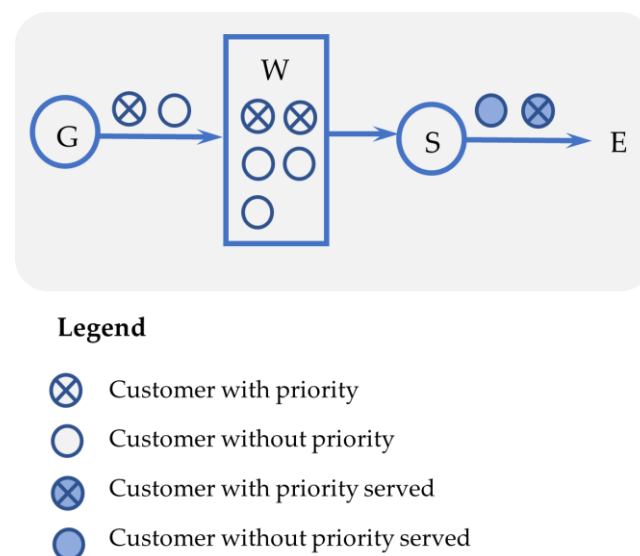 W
G
S
E
Legend
Customer with priority
Customer without priority
Customer with priority served
Customer without priority served